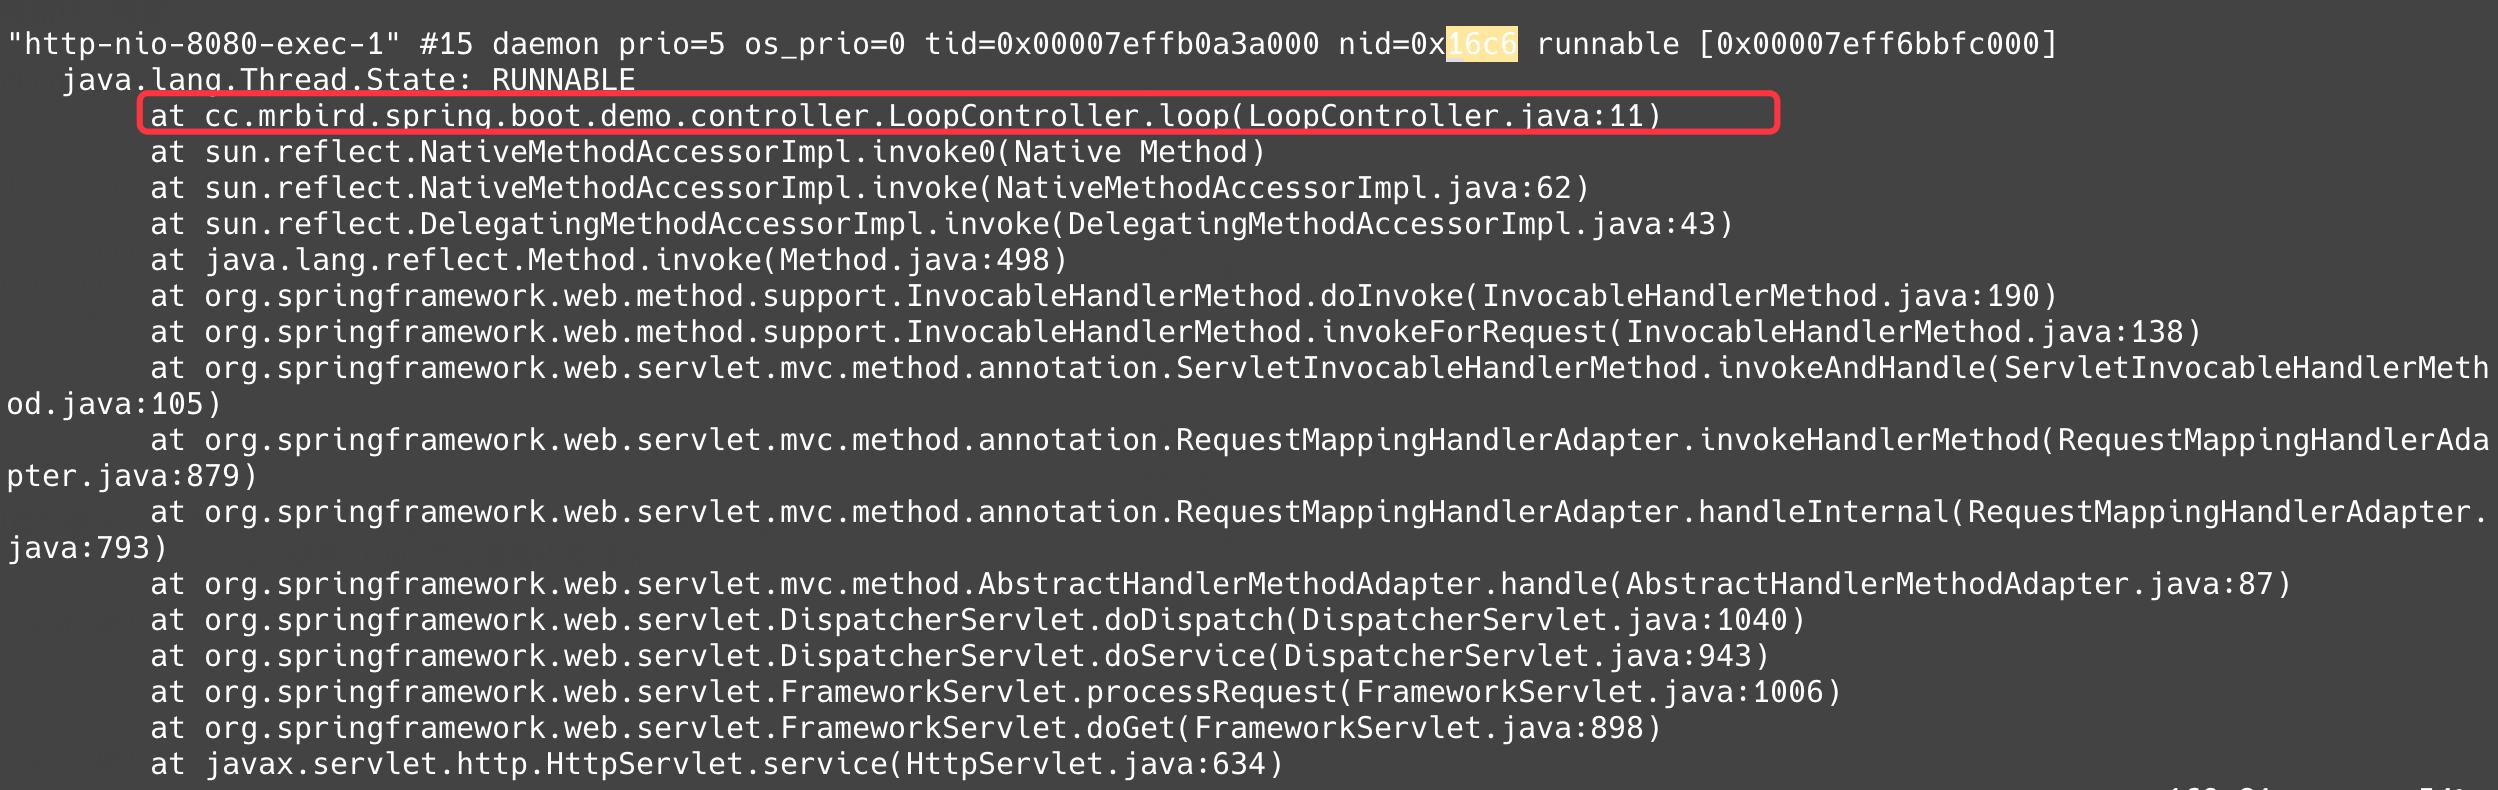 "http-nio-8080-exec-1" #15 daemon prio=5 os_prio=0 tid=0x00007effb0a3a000 nid=0x16c6 runnable [0x00007eff6bbfc000]
   java.lang.Thread.State: RUNNABLE
        at cc.mrbird.spring.boot.demo.controller.LoopController.loop(LoopController.java:11)
        at sun.reflect.NativeMethodAccessorImpl.invoke0(Native Method)
        at sun.reflect.NativeMethodAccessorImpl.invoke(NativeMethodAccessorImpl.java:62)
        at sun.reflect.DelegatingMethodAccessorImpl.invoke(DelegatingMethodAccessorImpl.java:43)
        at java.lang.reflect.Method.invoke(Method.java:498)
        at org.springframework.web.method.support.InvocableHandlerMethod.doInvoke(InvocableHandlerMethod.java:190)
        at org.springframework.web.method.support.InvocableHandlerMethod.invokeForRequest(InvocableHandlerMethod.java:138)
        at org.springframework.web.servlet.mvc.method.annotation.ServletInvocableHandlerMethod.invokeAndHandle(ServletInvocableHandlerMeth
od.java:105)
        at org.springframework.web.servlet.mvc.method.annotation.RequestMappingHandlerAdapter.invokeHandlerMethod(RequestMappingHandlerAda
pter.java:879)
        at org.springframework.web.servlet.mvc.method.annotation.RequestMappingHandlerAdapter.handleInternal(RequestMappingHandlerAdapter.
java:793)
        at org.springframework.web.servlet.mvc.method.AbstractHandlerMethodAdapter.handle(AbstractHandlerMethodAdapter.java:87)
        at org.springframework.web.servlet.DispatcherServlet.doDispatch(DispatcherServlet.java:1040)
        at org.springframework.web.servlet.DispatcherServlet.doService(DispatcherServlet.java:943)
        at org.springframework.web.servlet.FrameworkServlet.processRequest(FrameworkServlet.java:1006)
        at org.springframework.web.servlet.FrameworkServlet.doGet(FrameworkServlet.java:898)
        at javax.servlet.http.HttpServlet.service(HttpServlet.java:634)